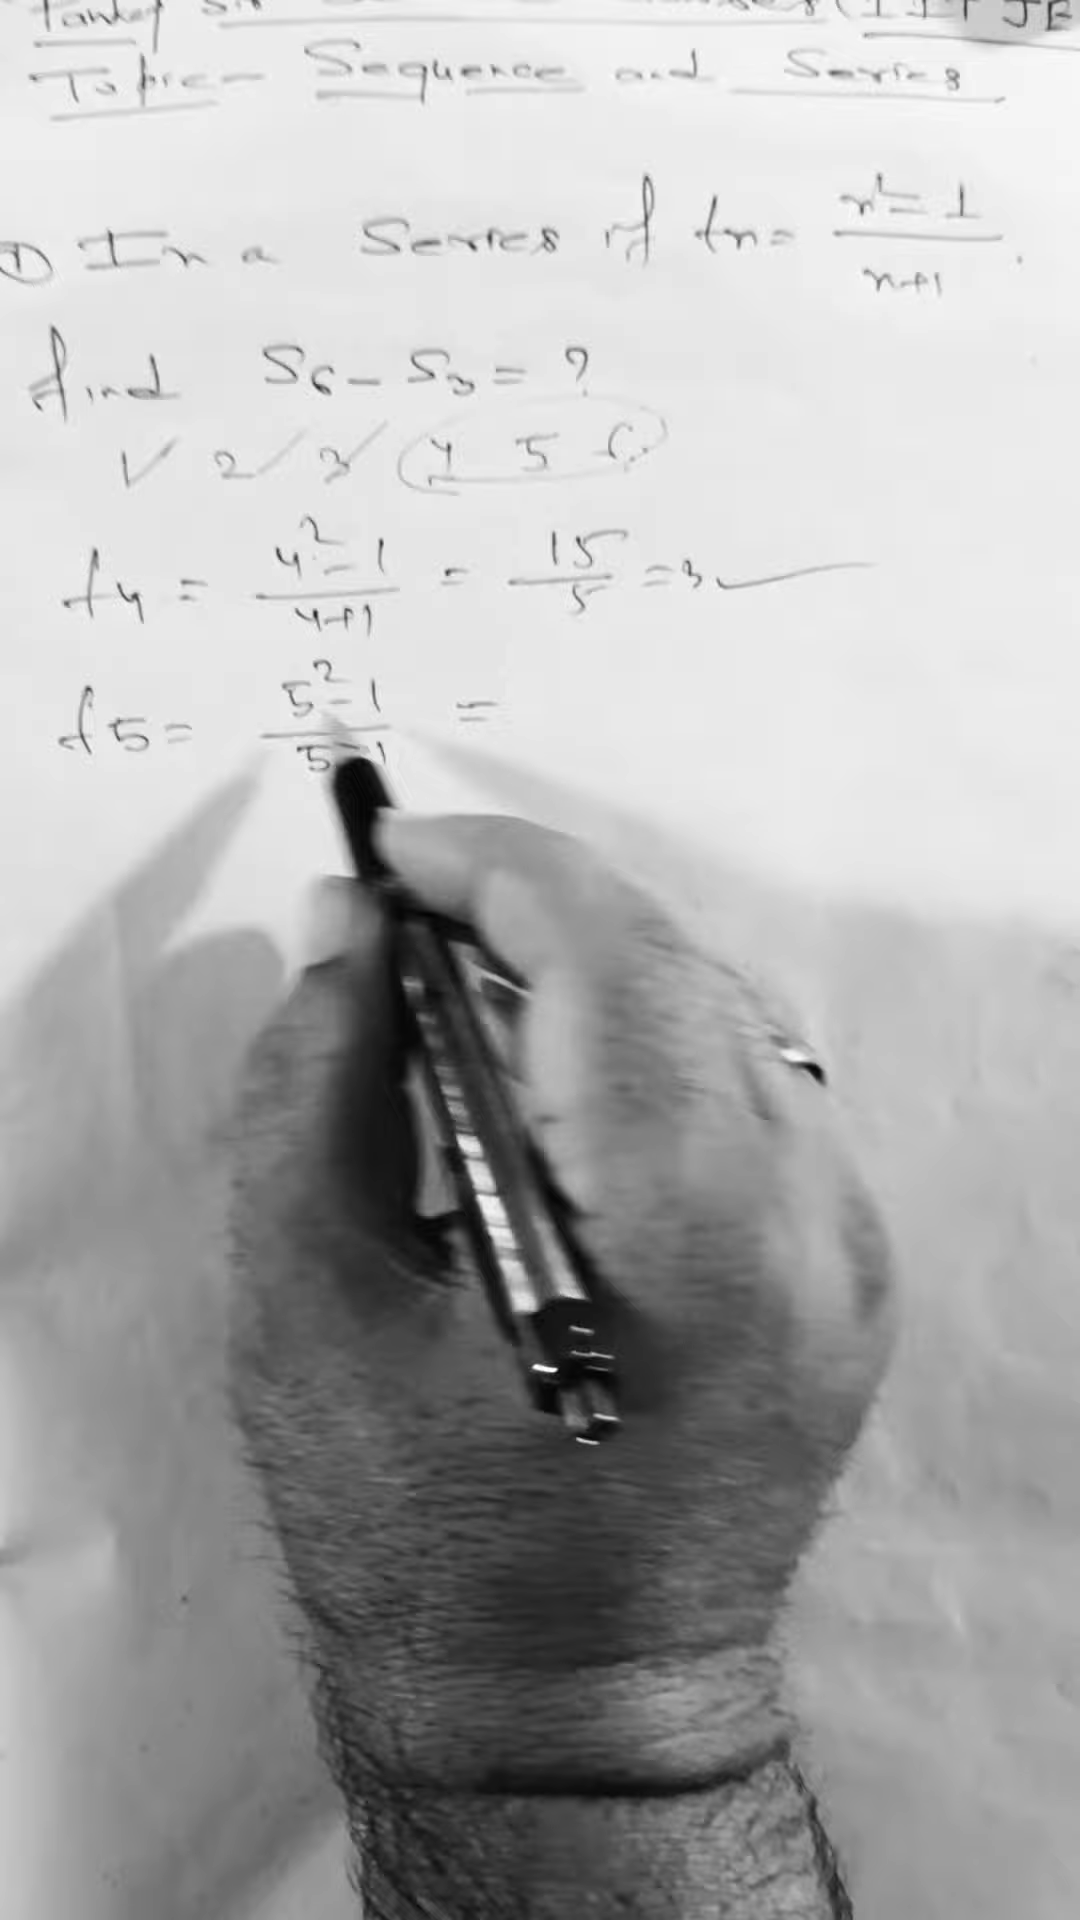 Topic - Sequence and Series
① In a Series if tn = n²-1 / n+1 .
find S6 - S3 = ?
1 2 3 4 5 6
t4 = 4²-1 / 4+1 = 15 / 5 = 3
t5 = 5²-1 / 5-1 =